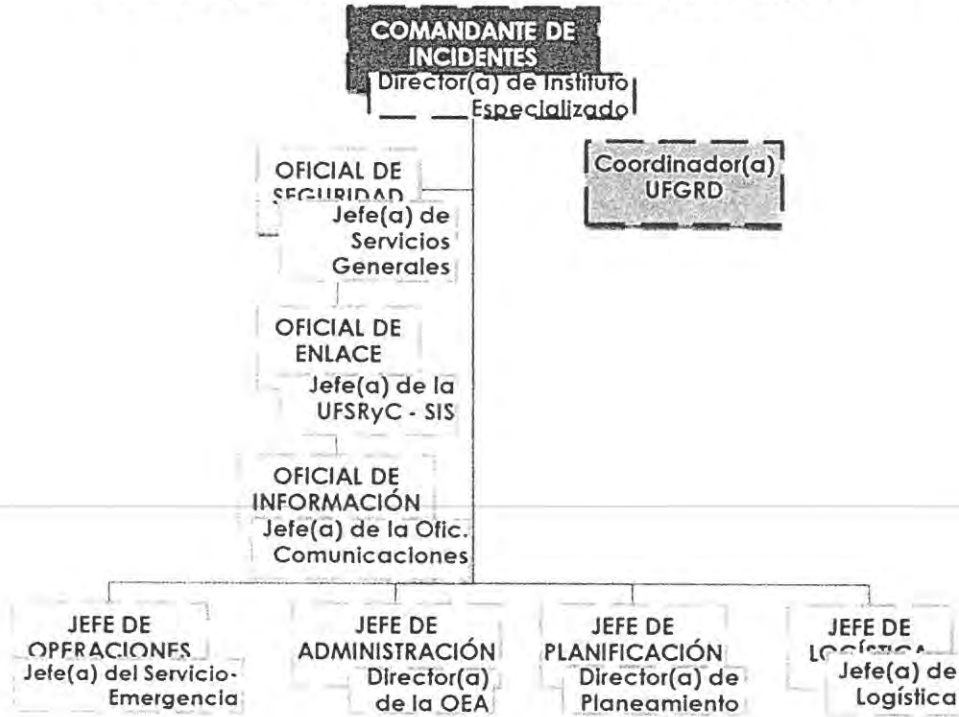 COMANDANTE DE
INCIDENTES
Director(a) de Instituto
Especializado
Coordinador(a)
UFGRD
OFICIAL DE
SEGURIDAD
Jefe(a) de
Servicios
Generales
OFICIAL DE
ENLACE
Jefe(a) de la
UFSRyC - SIS
OFICIAL DE
INFORMACIÓN
Jefe(a) de la Ofic.
Comunicaciones
JEFE DE
OPERACIONES
Jefe(a) del Servicio-
Emergencia
JEFE DE
ADMINISTRACIÓN
Director(a)
de la OEA
JEFE DE
PLANIFICACIÓN
Director(a) de
Planeamiento
JEFE DE
LOGÍSTICA
Jefe(a) de
Logística